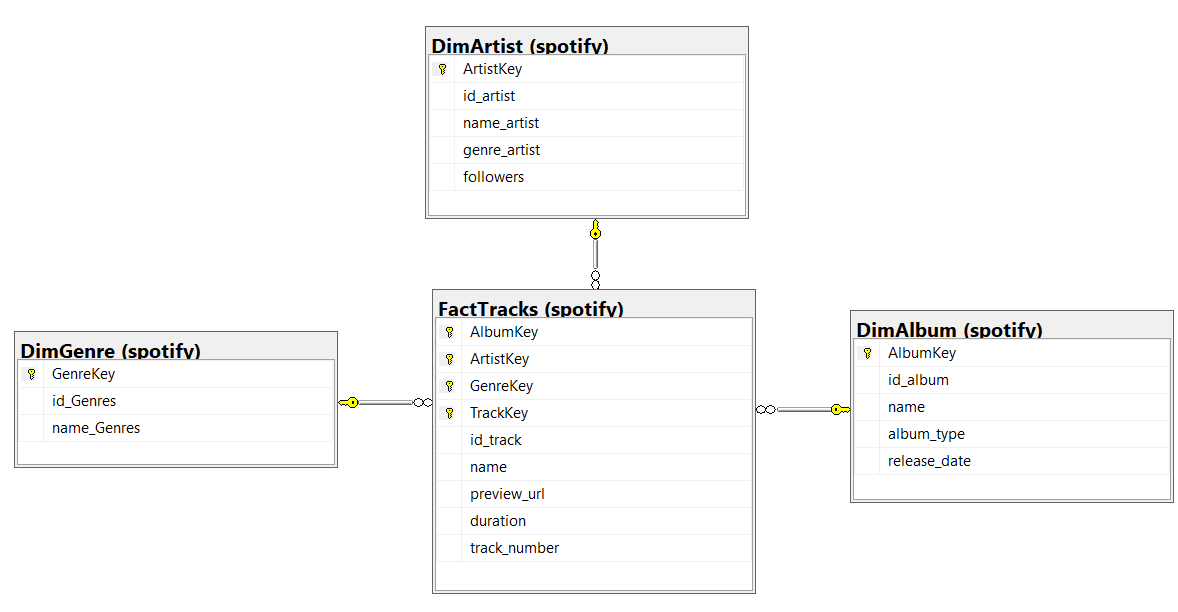 DimArtist (spotify)
ArtistKey
id_artist
name_artist
genre_artist
followers
FactTracks (spotify)
AlbumKey
ArtistKey
GenreKey
TrackKey
id_track
name
preview_url
duration
track_number
DimGenre (spotify)
GenreKey
id_Genres
name_Genres
DimAlbum (spotify)
AlbumKey
id_album
name
album_type
release_date